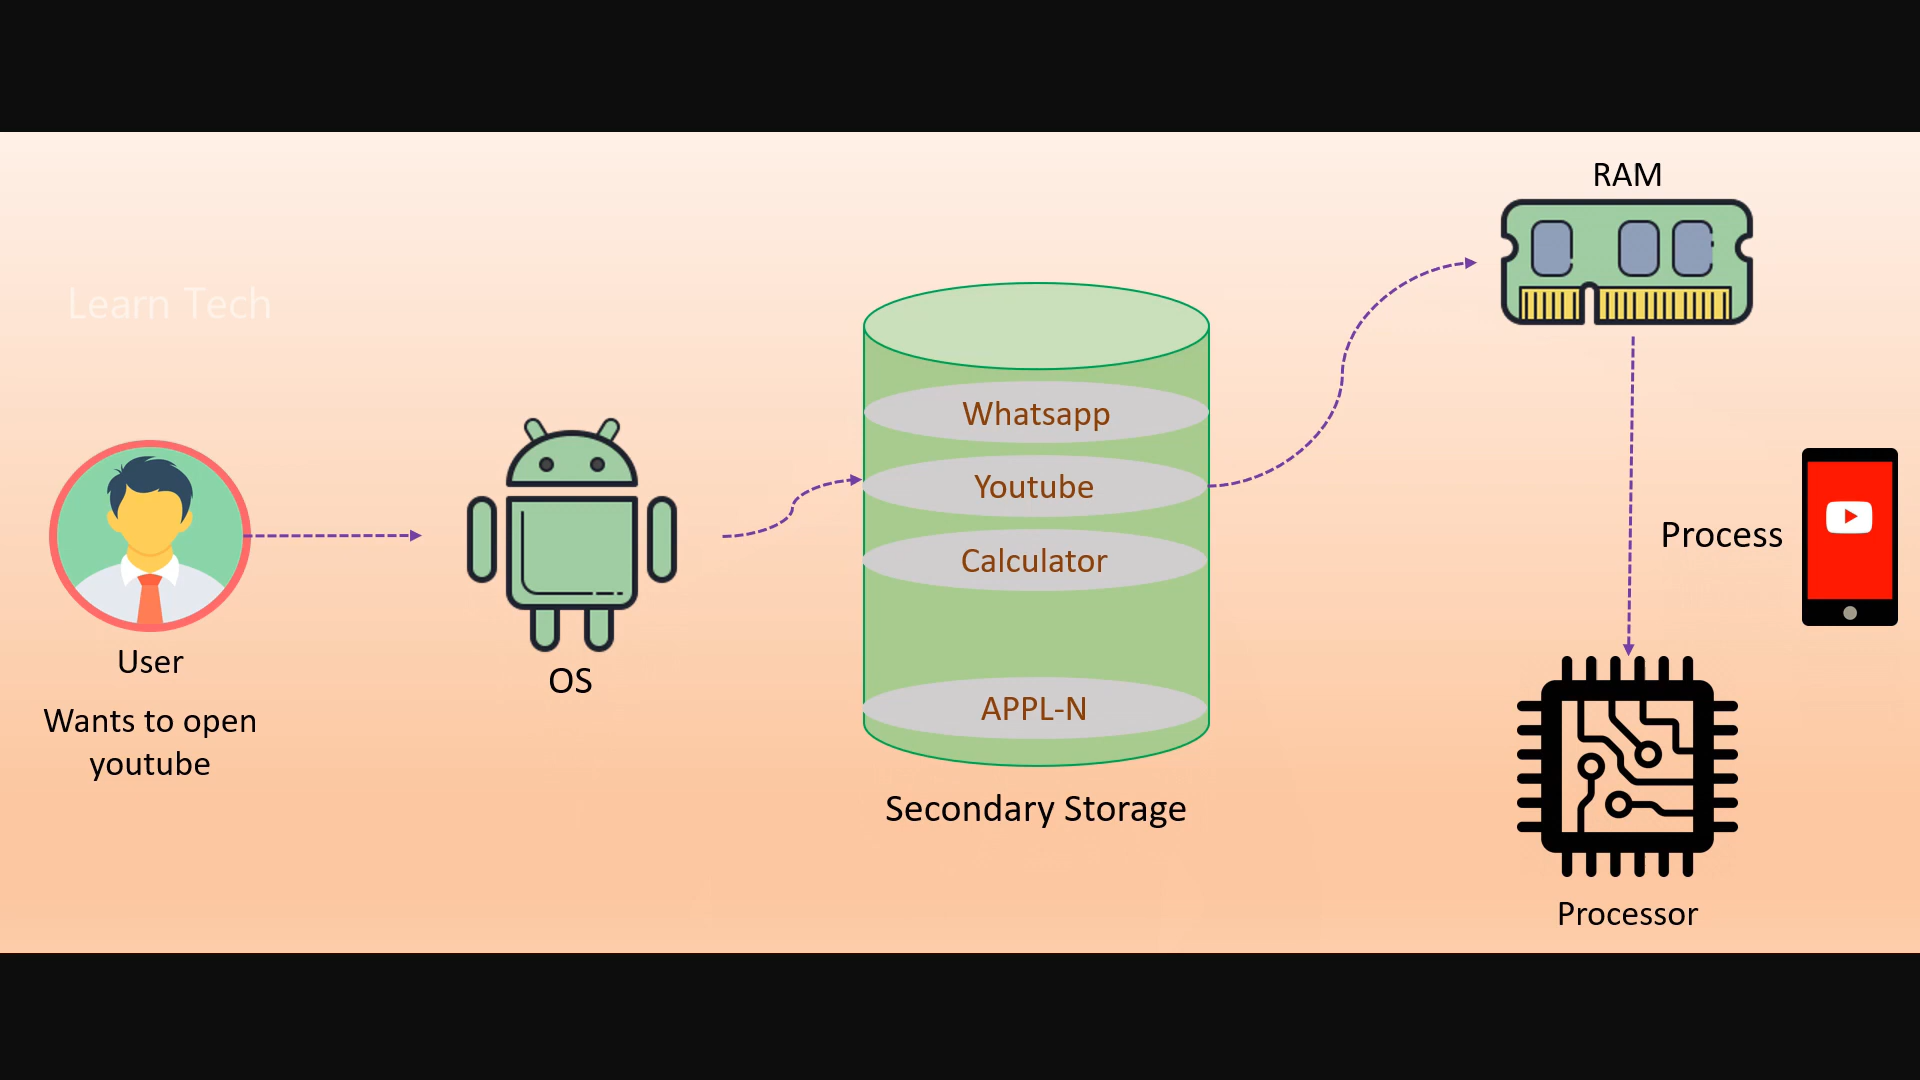 Learn Tech
User
Wants to open
youtube
OS
Whatsapp
Youtube
Calculator
APPL-N
Secondary Storage
RAM
Process
Processor